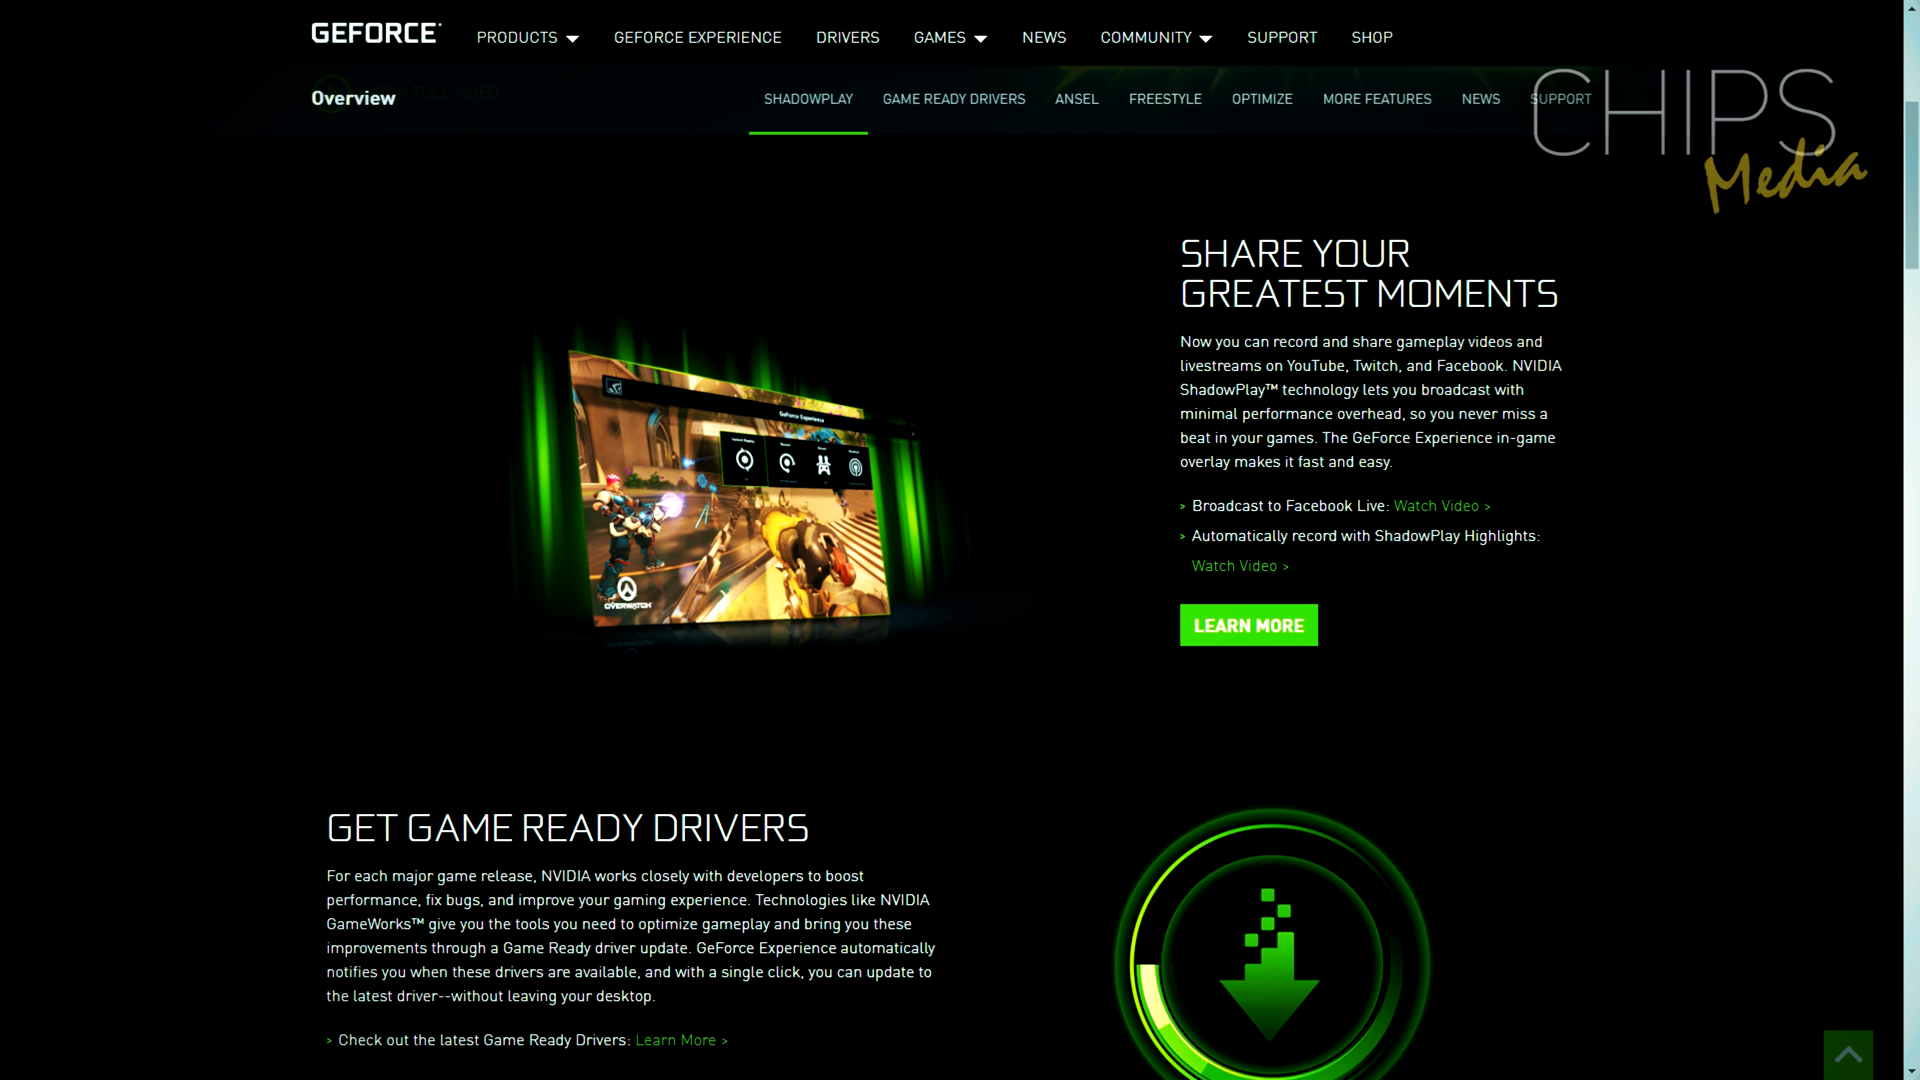 GEFORCE
PRODUCTS
GEFORCE EXPERIENCE
DRIVERS
GAMES
NEWS
COMMUNITY
SUPPORT
SHOP
FULL VIDEO
Overview
SHADOWPLAY
GAME READY DRIVERS
ANSEL
FREESTYLE
OPTIMIZE
MORE FEATURES
NEWS
SUPPORT
CHIPS
Media
SHARE YOUR
GREATEST MOMENTS
Now you can record and share gameplay videos and
livestreams on YouTube, Twitch, and Facebook. NVIDIA
ShadowPlay™ technology lets you broadcast with
minimal performance overhead, so you never miss a
beat in your games. The GeForce Experience in-game
overlay makes it fast and easy.
> Broadcast to Facebook Live: Watch Video >
> Automatically record with ShadowPlay Highlights:
Watch Video >
LEARN MORE
GeForce Experience
Instant Replay
Record
OVERWATCH
GET GAME READY DRIVERS
For each major game release, NVIDIA works closely with developers to boost
performance, fix bugs, and improve your gaming experience. Technologies like NVIDIA
GameWorks™ give you the tools you need to optimize gameplay and bring you these
improvements through a Game Ready driver update. GeForce Experience automatically
notifies you when these drivers are available, and with a single click, you can update to
the latest driver--without leaving your desktop.
> Check out the latest Game Ready Drivers: Learn More >